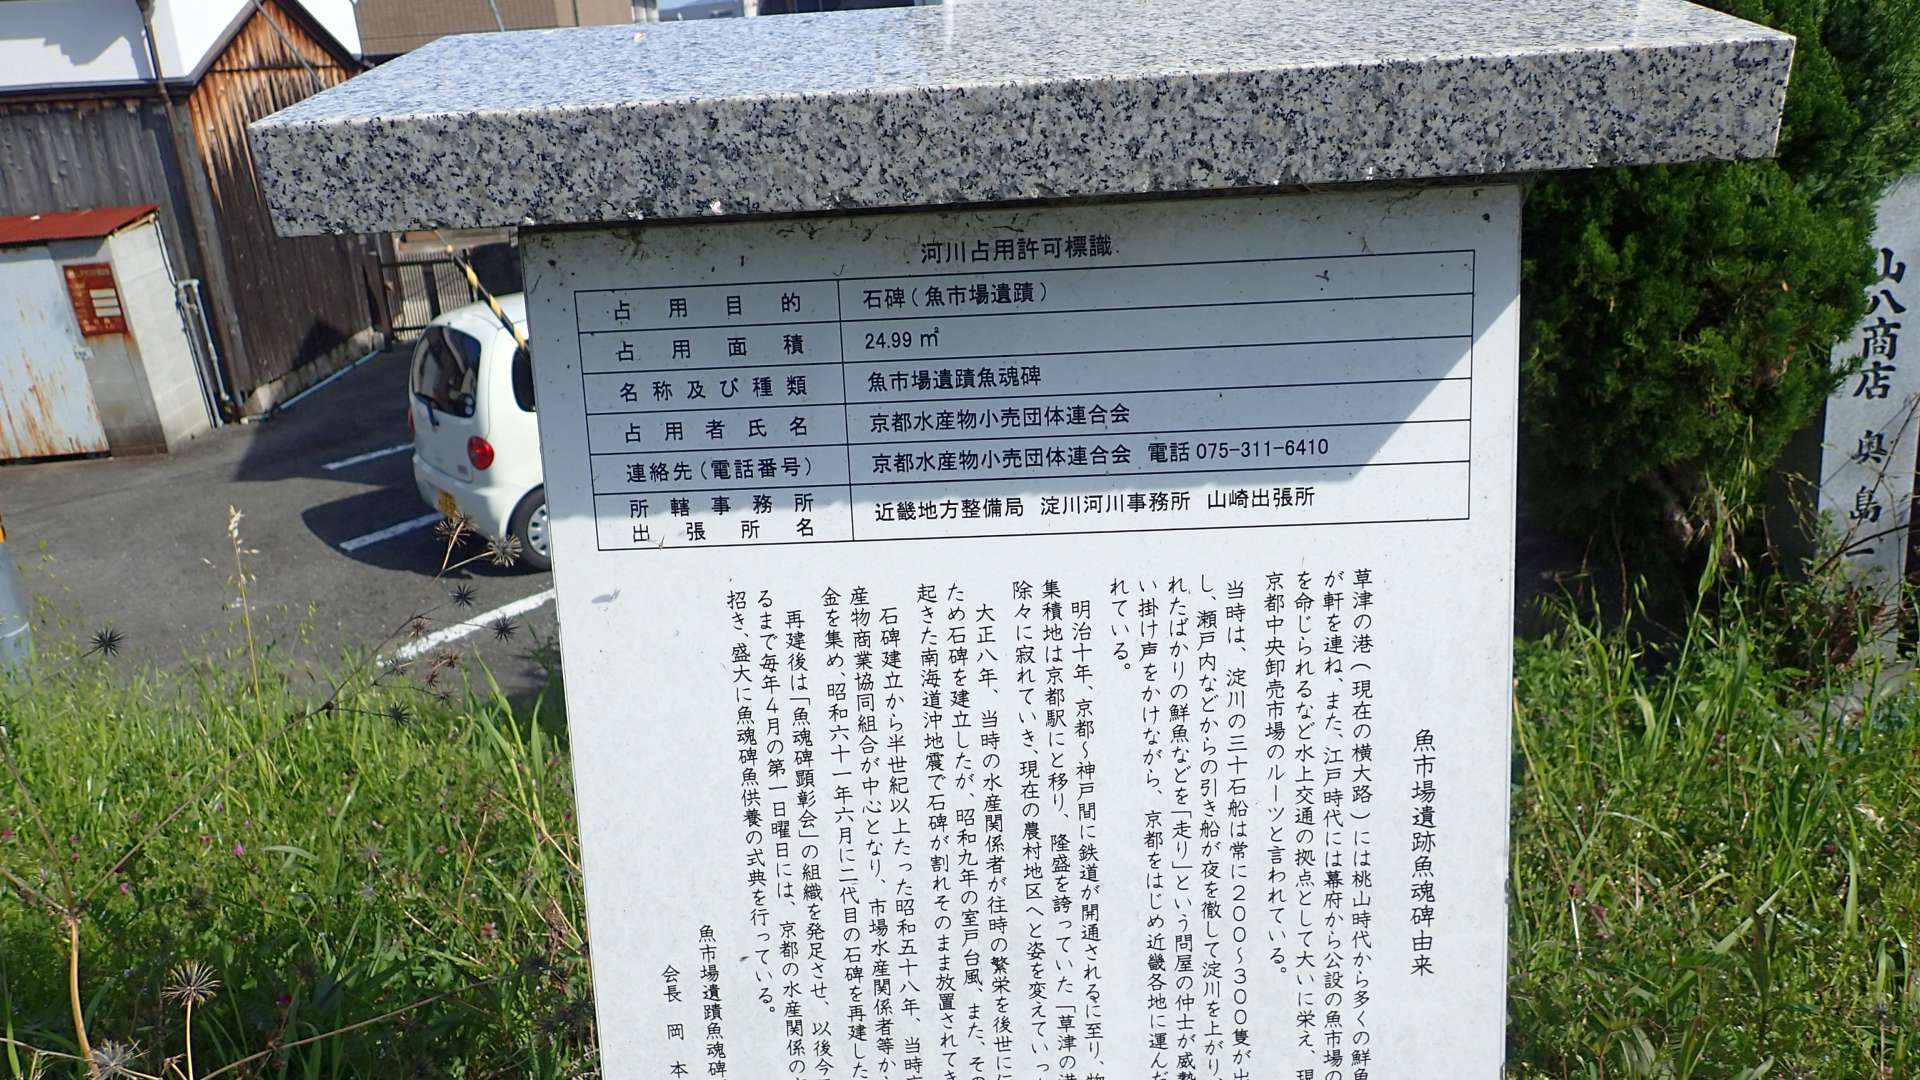 河川占用許可標識
占用目的 石碑(魚市場遺蹟)
占用面積 24.99 ㎡
名称及び種類 魚市場遺蹟魚魂碑
占用者氏名 京都水産物小売団体連合会
連絡先(電話番号) 京都水産物小売団体連合会 電話 075-311-6410
所轄事務所
出張所名 近畿地方整備局 淀川河川事務所 山崎出張所
魚市場遺跡魚魂碑由来
草津の港(現在の横大路)には桃山時代から多くの鮮魚
が軒を連ね、また、江戸時代には幕府から公設の魚市場の
を命じられるなど水上交通の拠点として大いに栄え、現
京都中央卸売市場のルーツと言われている。
当時は、淀川の三十石船は常に200~300隻が出
し、瀬戸内などからの引き船が夜を徹して淀川を上がり、
れたばかりの鮮魚などを「走り」という問屋の仲士が威勢
い掛け声をかけながら、京都をはじめ近畿各地に運んだ
れている。
明治十年、京都~神戸間に鉄道が開通されるに至り、物
集積地は京都駅にと移り、隆盛を誇っていた「草津の港
除々に寂れていき、現在の農村地区へと姿を変えていっ
大正八年、当時の水産関係者が往時の繁栄を後世に伝
ため石碑を建立したが、昭和九年の室戸台風、また、その
起きた南海道沖地震で石碑が割れそのまま放置されてき
石碑建立から半世紀以上たった昭和五十八年、当時
産物商業協同組合が中心となり、市場水産関係者等か
金を集め、昭和六十一年六月に二代目の石碑を再建した
再建後は「魚魂碑顕彰会」の組織を発足させ、以後今
るまで毎年4月の第一日曜日には、京都の水産関係の
招き、盛大に魚魂碑魚供養の式典を行っている。
魚市場遺蹟魚魂碑
会長 岡本
山八商店 奥島一